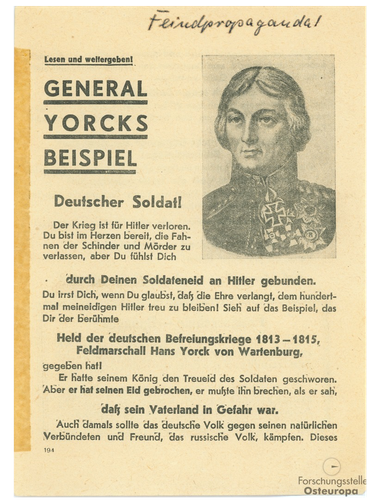 Feindpropaganda!
Lesen und weitergeben!
GENERAL
YORCKS
BEISPIEL
Deutscher Soldat!
Der Krieg ist für Hitler verloren.
Du bist im Herzen bereit, die Fah-
nen der Schinder und Mörder zu
verlassen, aber Du fühlst Dich
durch Deinen Soldateneid an Hitler gebunden.
Du irrst Dich, wenn Du glaubst, daß die Ehre verlangt, dem hundert-
mal meineidigen Hitler treu zu bleiben! Sieh auf das Beispiel, das
Dir der berühmte
Held der deutschen Befreiungskriege 1813–1815,
Feldmarschall Hans Yorck von Wartenburg,
gegeben hat!
Er hatte seinem König den Treueid des Soldaten geschworen.
Aber er hat seinen Eid gebrochen, er mußte ihn brechen, als er sah,
daß sein Vaterland in Gefahr war.
Auch damals sollte das deutsche Volk gegen seinen natürlichen
Verbündeten und Freund, das russische Volk, kämpfen. Dieses
194
Forschungsstelle
Osteuropa